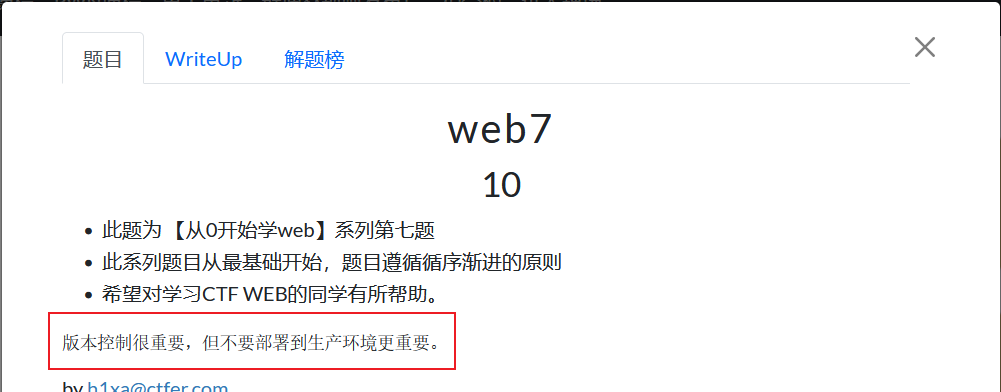 题目 WriteUp 解题榜
web7
10
此题为 【从0开始学web】系列第七题
此系列题目从最基础开始，题目遵循循序渐进的原则
希望对学习CTF WEB的同学有所帮助。
版本控制很重要，但不要部署到生产环境更重要。
by h1xa@ctfer.com